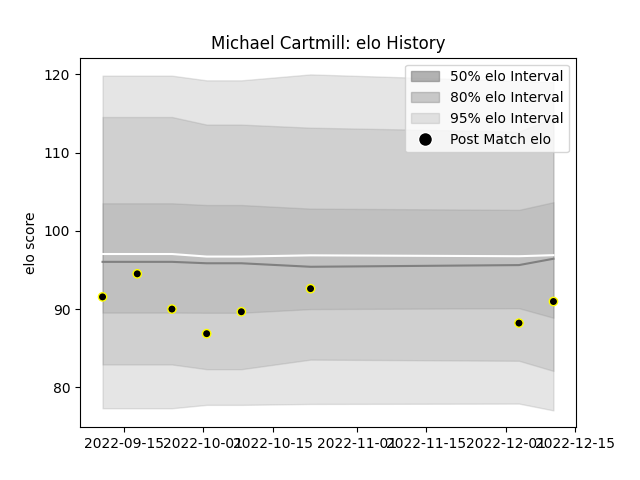 Michael Cartmill: elo History
50% elo Interval
80% elo Interval
95% elo Interval
Post Match elo
elo score
120
110
100
90
80
2022-09-15 2022-10-01 2022-10-15 2022-11-01 2022-11-15 2022-12-01 2022-12-15